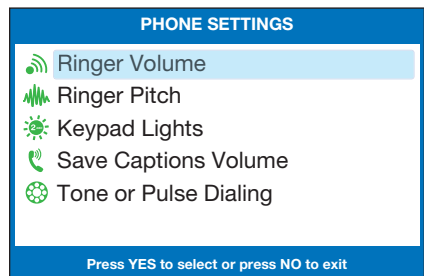 PHONE SETTINGS
Ringer Volume
Ringer Pitch
Keypad Lights
Save Captions Volume
Tone or Pulse Dialing
Press YES to select or press NO to exit